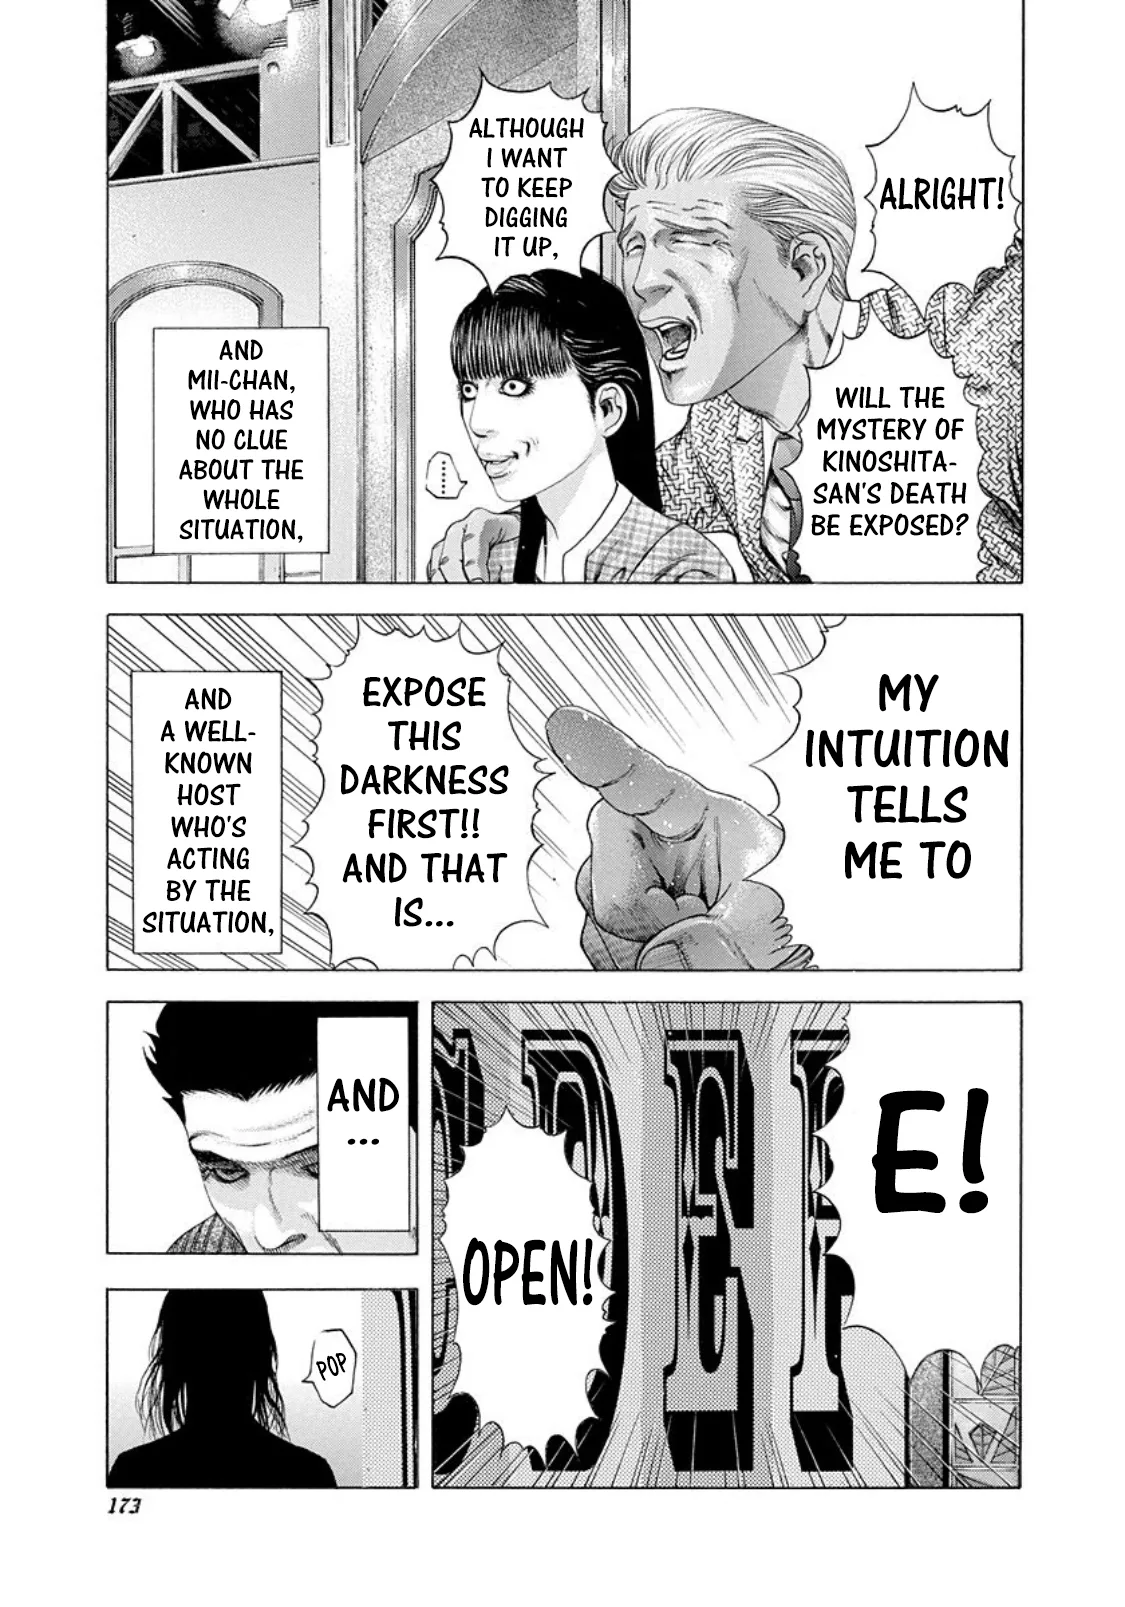 ALRIGHT!
WILL THE
MYSTERY OF
KINOSHITA-
SAN'S DEATH
BE EXPOSED?
ALTHOUGH
I WANT
TO KEEP
DIGGING
IT UP,
......
AND
MII-CHAN,
WHO HAS
NO CLUE
ABOUT THE
WHOLE
SITUATION,
MY
INTUITION
TELLS
ME TO
EXPOSE
THIS
DARKNESS
FIRST!!
AND THAT
IS...
AND
A WELL-
KNOWN
HOST
WHO'S
ACTING
BY THE
SITUATION,
E!
OPEN!
AND
...
POP
173